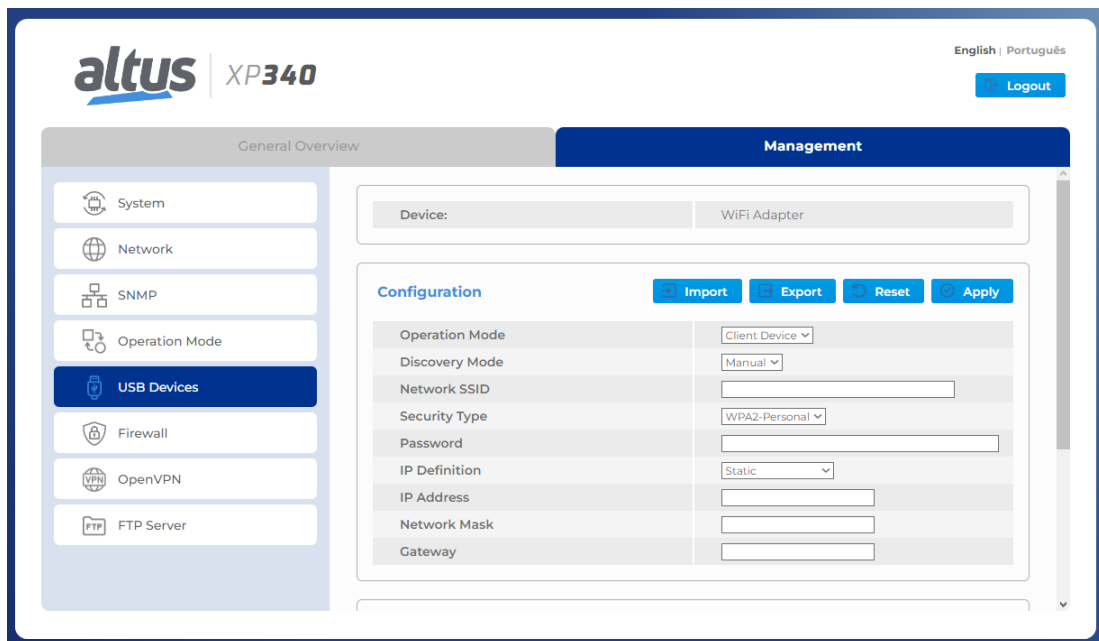 altus XP340
English | Português
Logout
General Overview
Management
System
Network
SNMP
Operation Mode
USB Devices
Firewall
VPN OpenVPN
FTP FTP Server
Device: WiFi Adapter
Configuration Import Export Reset Apply
Operation Mode Client Device
Discovery Mode Manual
Network SSID
Security Type WPA2-Personal
Password
IP Definition Static
IP Address
Network Mask
Gateway